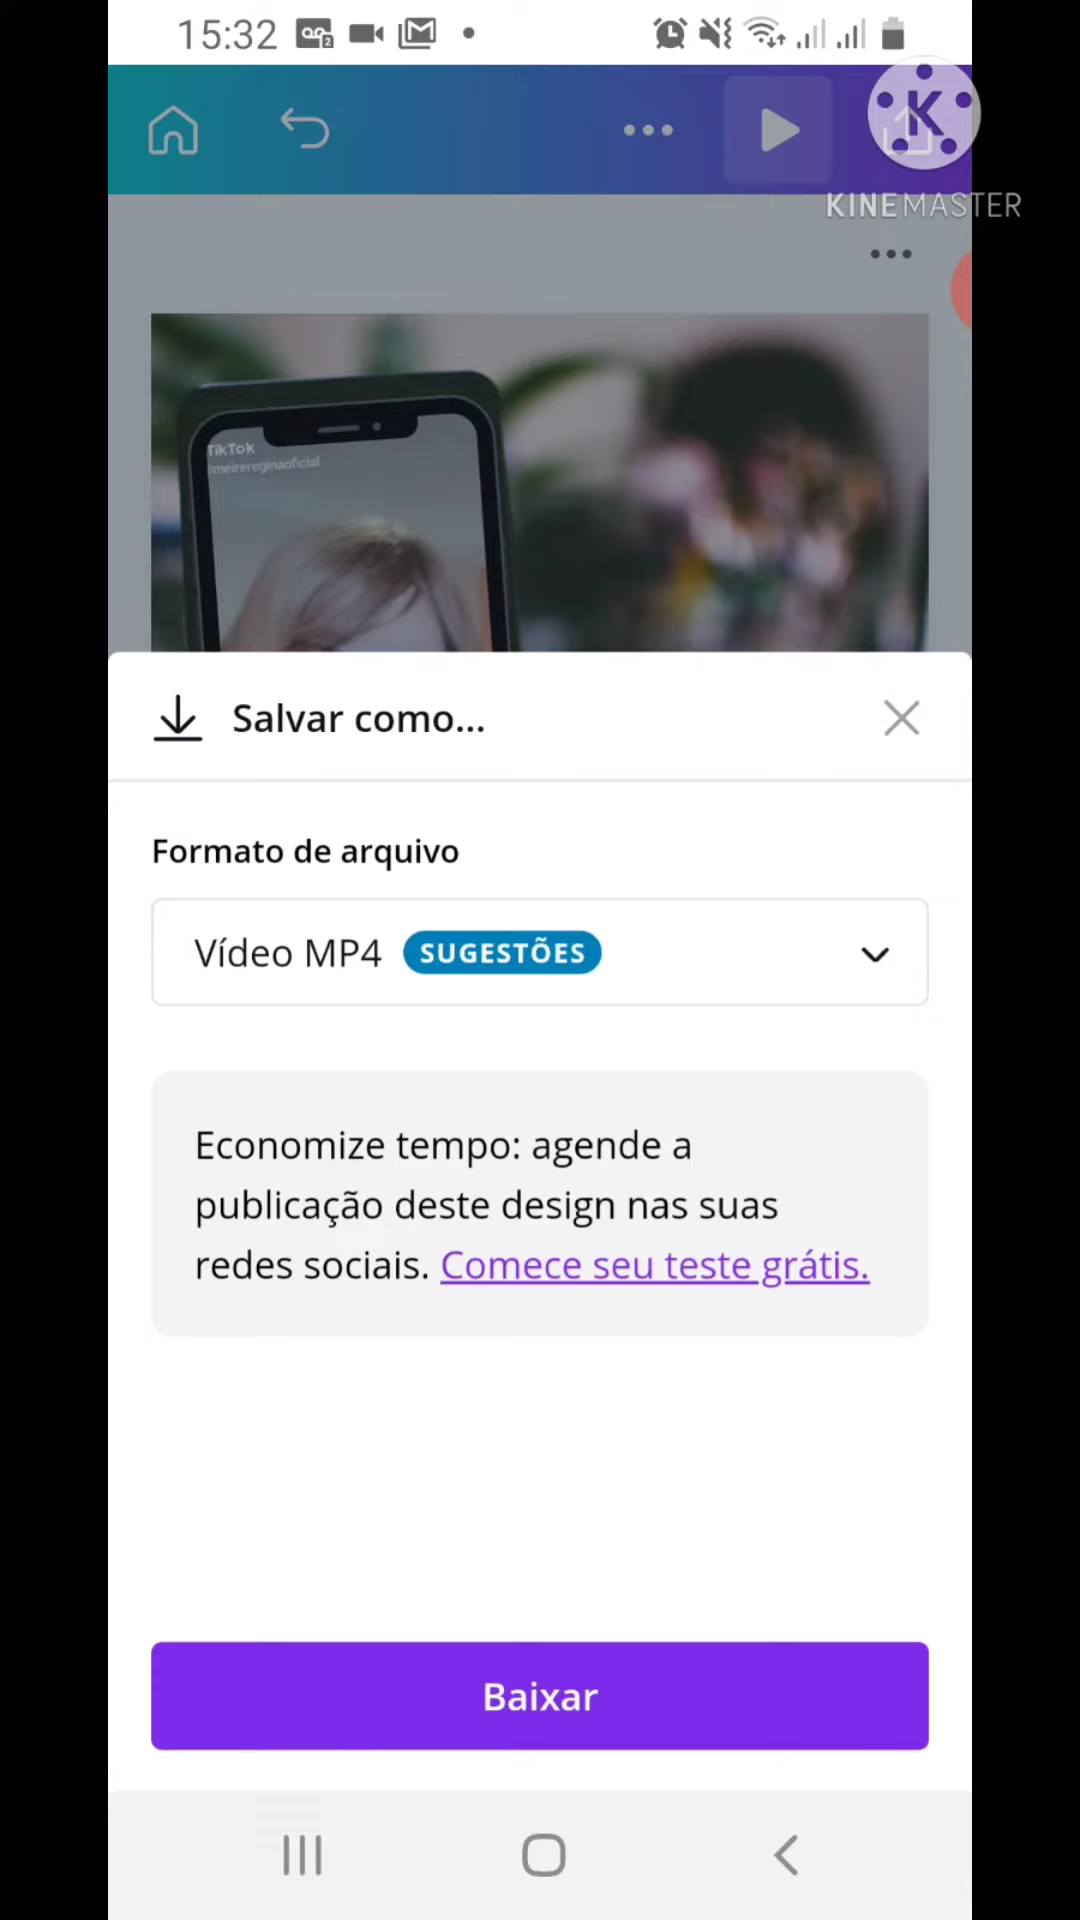 15:32
K
KINEMASTER
TikTok
@meirereginaoficial
Salvar como...
Formato de arquivo
Vídeo MP4 SUGESTÕES
Economize tempo: agende a
publicação deste design nas suas
redes sociais. Comece seu teste grátis.
Baixar